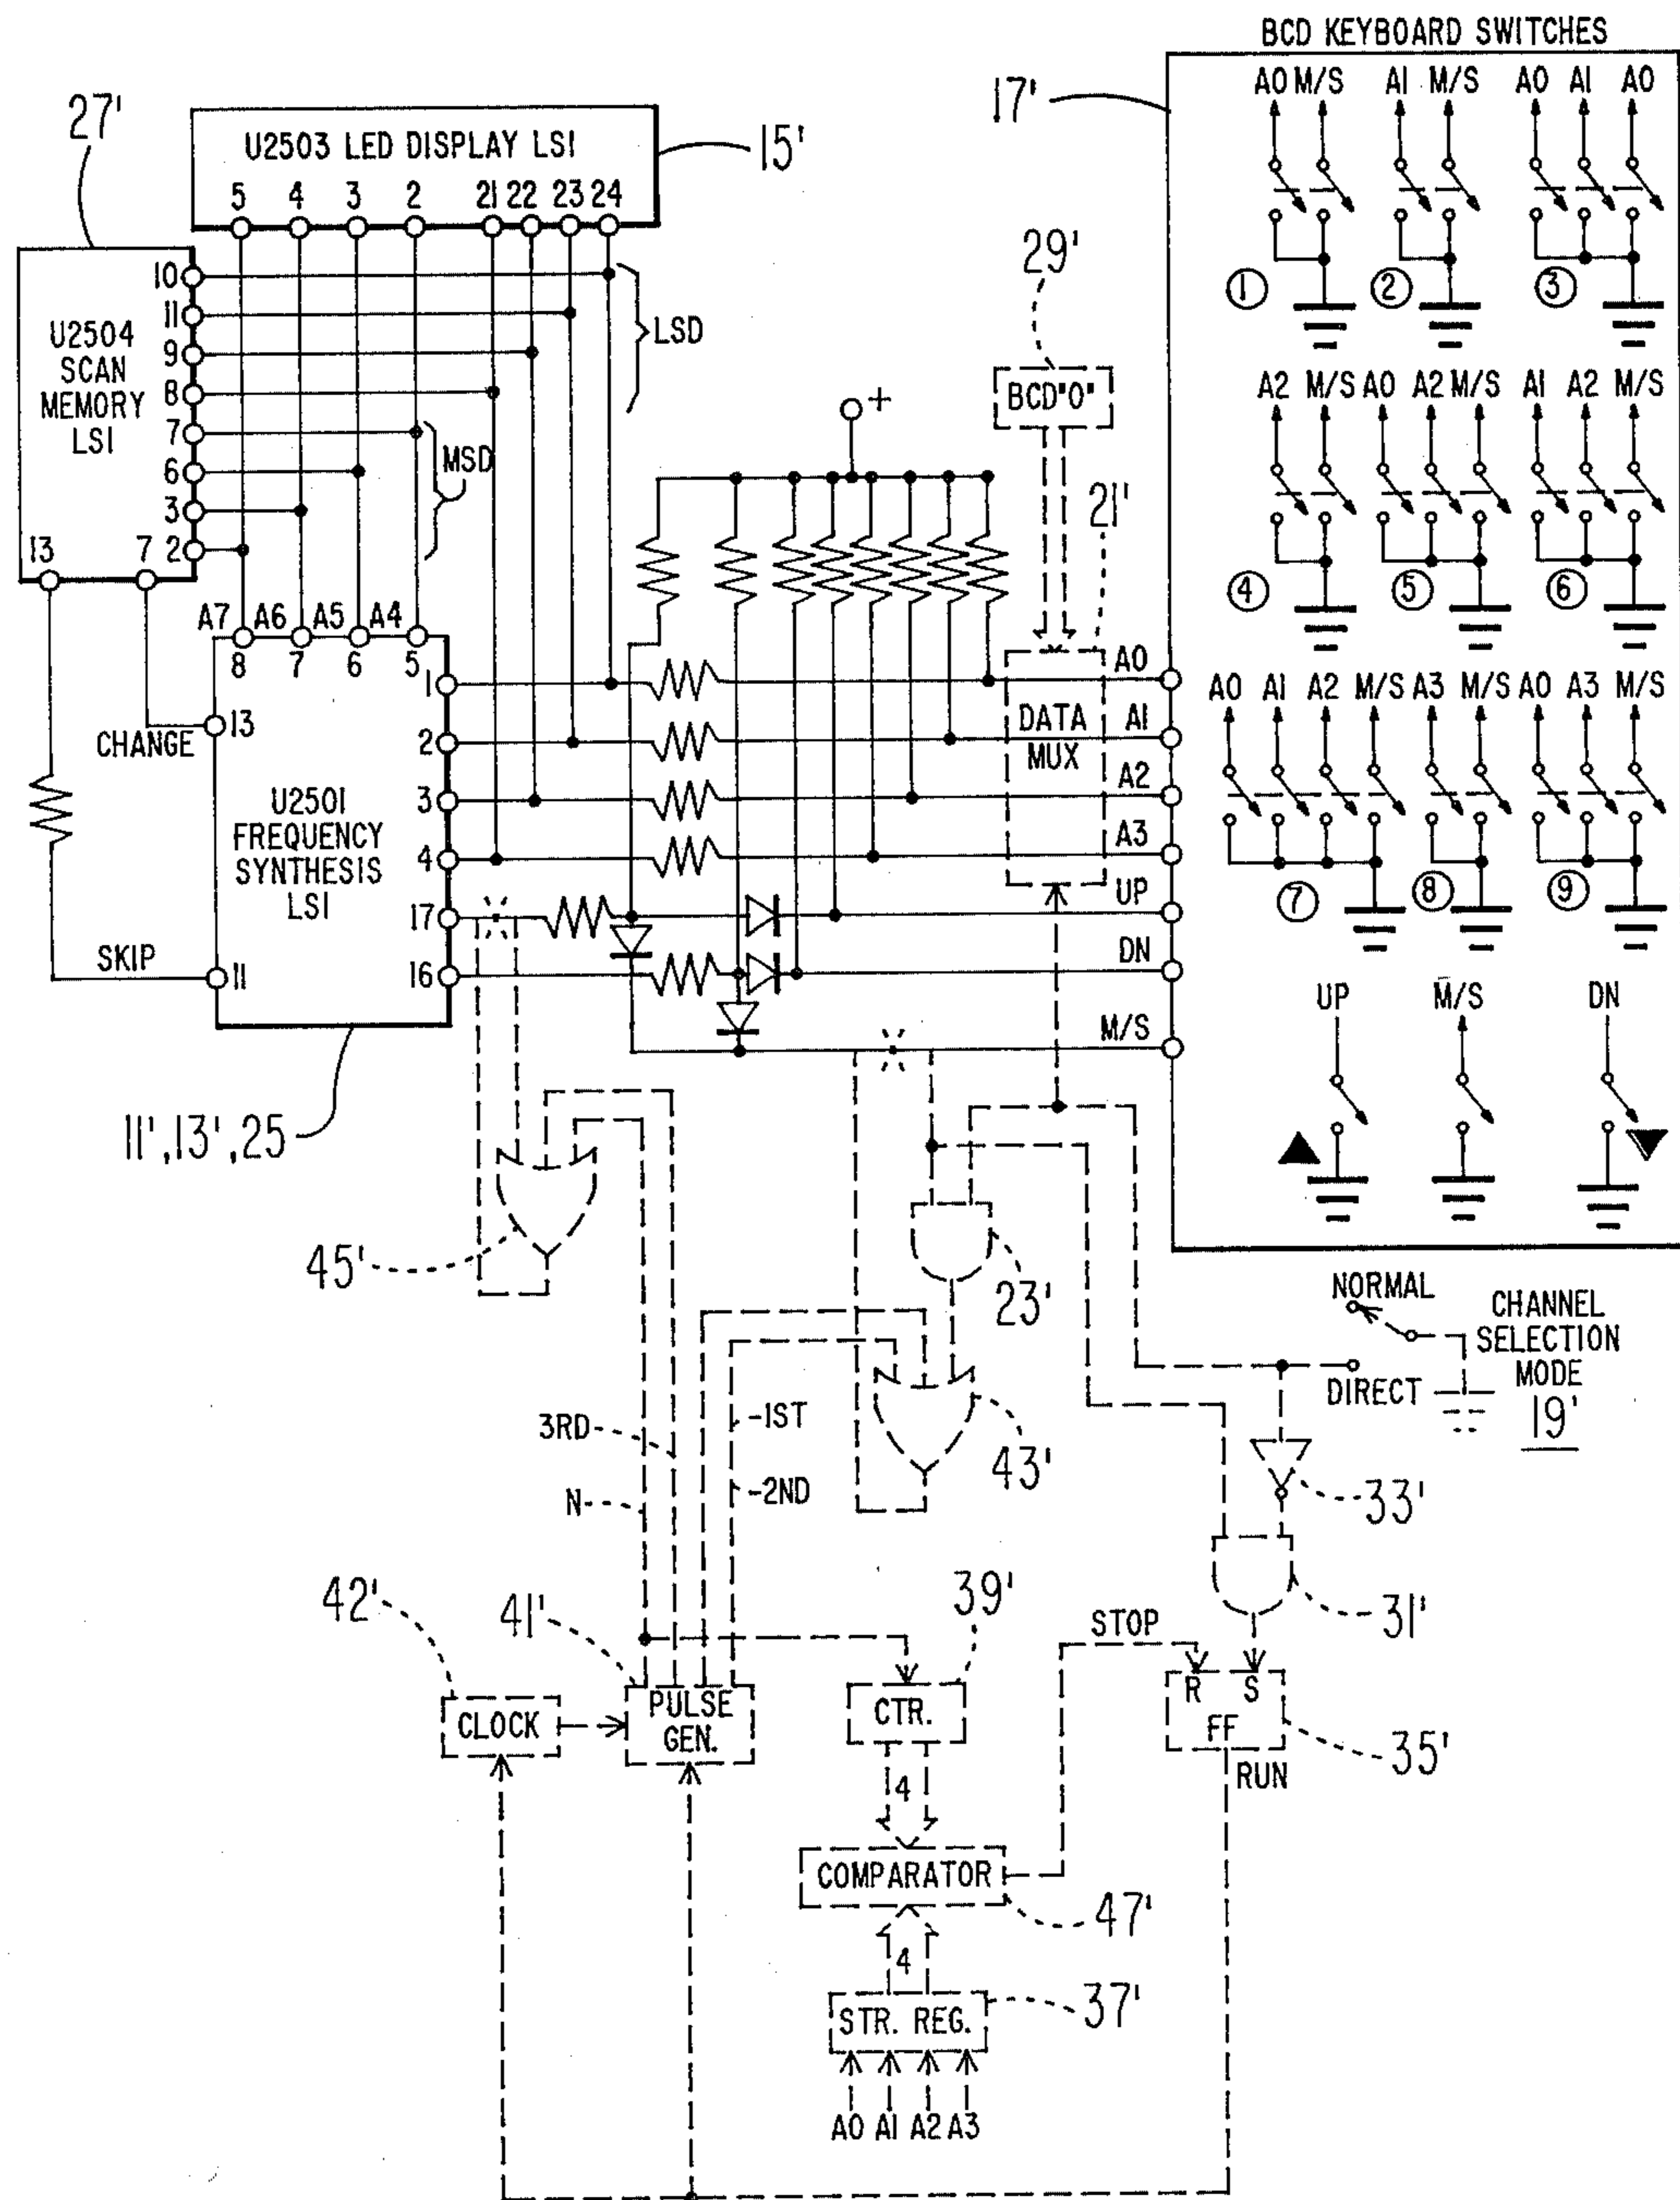 BCD KEYBOARD SWITCHES
17'
A0 M/S A1 M/S A0 A1 A0
27'
U2503 LED DISPLAY LSI
15'
5 4 3 2 21 22 23 24
1 2 3
10
11
9
8
7
6
3
2
U2504
SCAN
MEMORY
LSI
LSD
MSD
13 7
29'
BCD"0"
+
21'
A2 M/S A0 A2 M/S A1 A2 M/S
4 5 6
A7 A6 A5 A4
8 7 6 5
CHANGE
13
U2501
FREQUENCY
SYNTHESIS
LSI
SKIP
11
1
2
3
4
17
16
DATA
MUX
A0
A1
A2
A3
UP
DN
M/S
A0 A1 A2 M/S A3 M/S A0 A3 M/S
7 8 9
UP M/S DN
11',13',25
45'
23'
NORMAL
CHANNEL
SELECTION
MODE
DIRECT
19'
3RD
-1ST
N
-2ND
43'
33'
31'
42'
41'
39'
STOP
CLOCK
PULSE
GEN.
CTR.
R S
FF
35'
RUN
4
COMPARATOR
47'
4
STR. REG.
37'
A0 A1 A2 A3